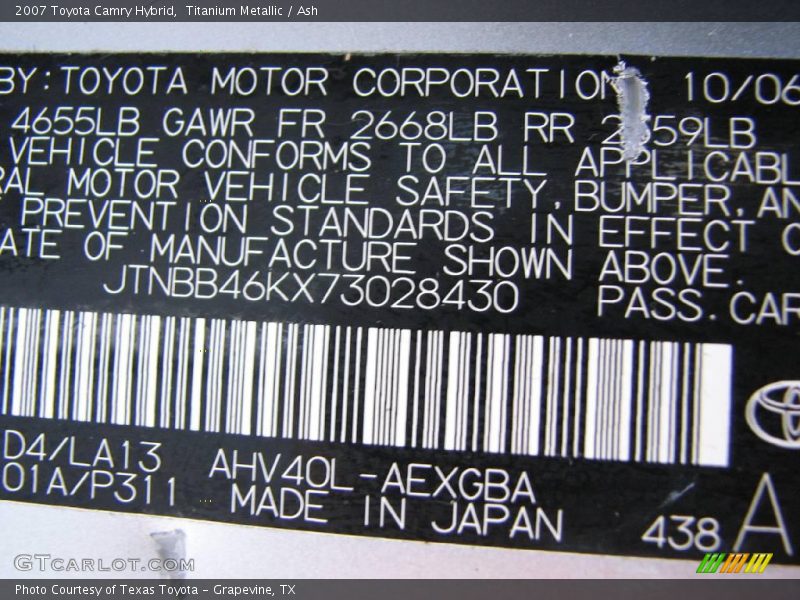 2007 Toyota Camry Hybrid, Titanium Metallic / Ash
BY: TOYOTA MOTOR CORPORATION 10/06
4655LB GAWR FR 2668LB RR 2 59LB
VEHICLE CONFORMS TO ALL APPLICABL
RAL MOTOR VEHICLE SAFETY, BUMPER, AN
PREVENTION STANDARDS IN EFFECT O
ATE OF MANUFACTURE SHOWN ABOVE.
JTNBB46KX73028430 PASS. CAR
D4/LA13 AHV40L-AEXGBA
01A/P311 MADE IN JAPAN 438 A
GTcarlot.com
Photo Courtesy of Texas Toyota - Grapevine, TX